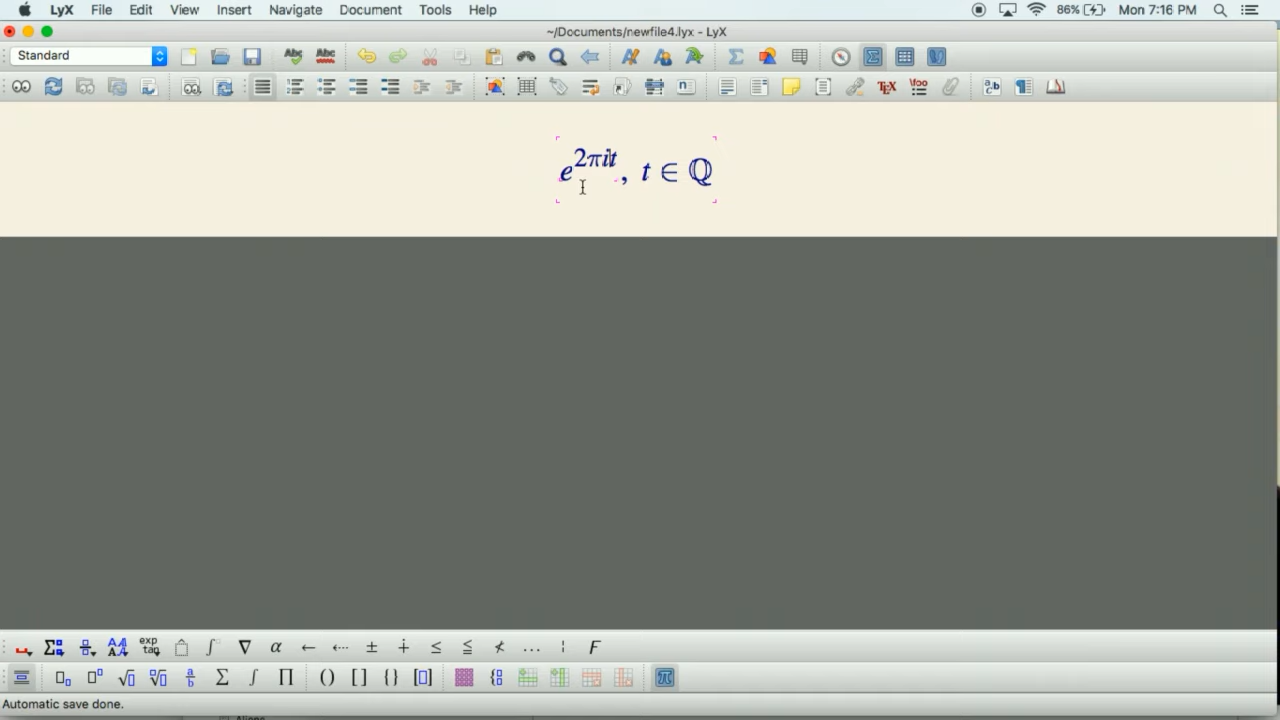 LyX File Edit View Insert Navigate Document Tools Help 86% Mon 7:16 PM
~/Documents/newfile4.lyx - LyX
Standard
e^{2πit}, t ∈ ℚ
exp tag ∫ ∇ α ← ± ∔ ≤ ≦ ≮ … F
Σ ∫ Π () [] {} π
Automatic save done.